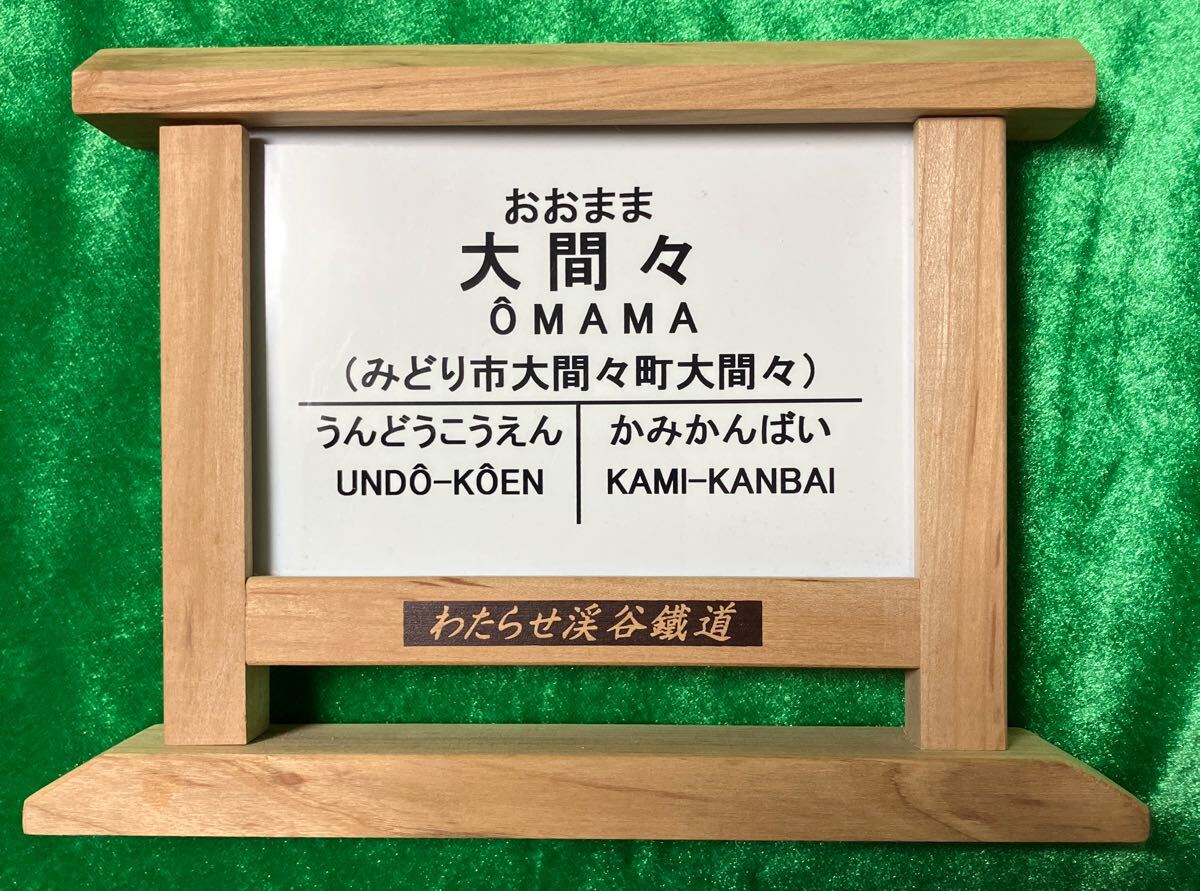 おおまま
大間々
ÔMAMA
（みどり市大間々町大間々）
うんどうこうえん
UNDÔ-KÔEN
かみかんばい
KAMI-KANBAI
わたらせ渓谷鐵道